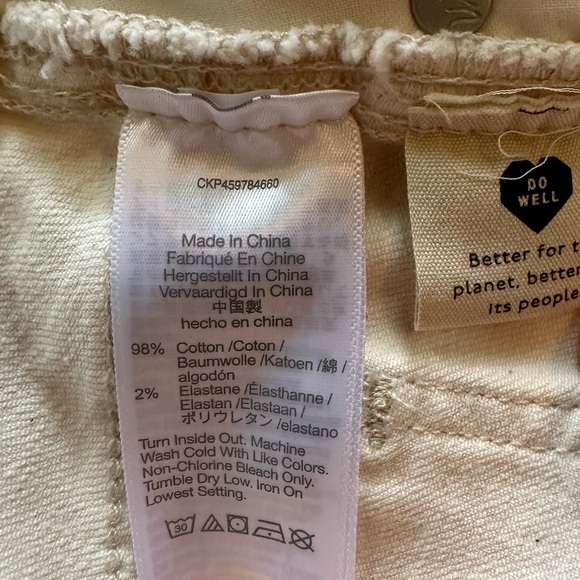 CKP459784660
Made In China
Fabriqué En Chine
Hergestellt In China
Vervaardigd In China
中国製
hecho en china
98% Cotton /Coton /
Baumwolle /Katoen /綿/
algodón
2% Elastane /Élasthanne /
Elastan /Elastaan /
ポリウレタン /elastano
Turn Inside Out. Machine
Wash Cold With Like Colors.
Non-Chlorine Bleach Only.
Tumble Dry Low. Iron On
Lowest Setting.
30
DO
WELL
Better for t
planet, better
its people